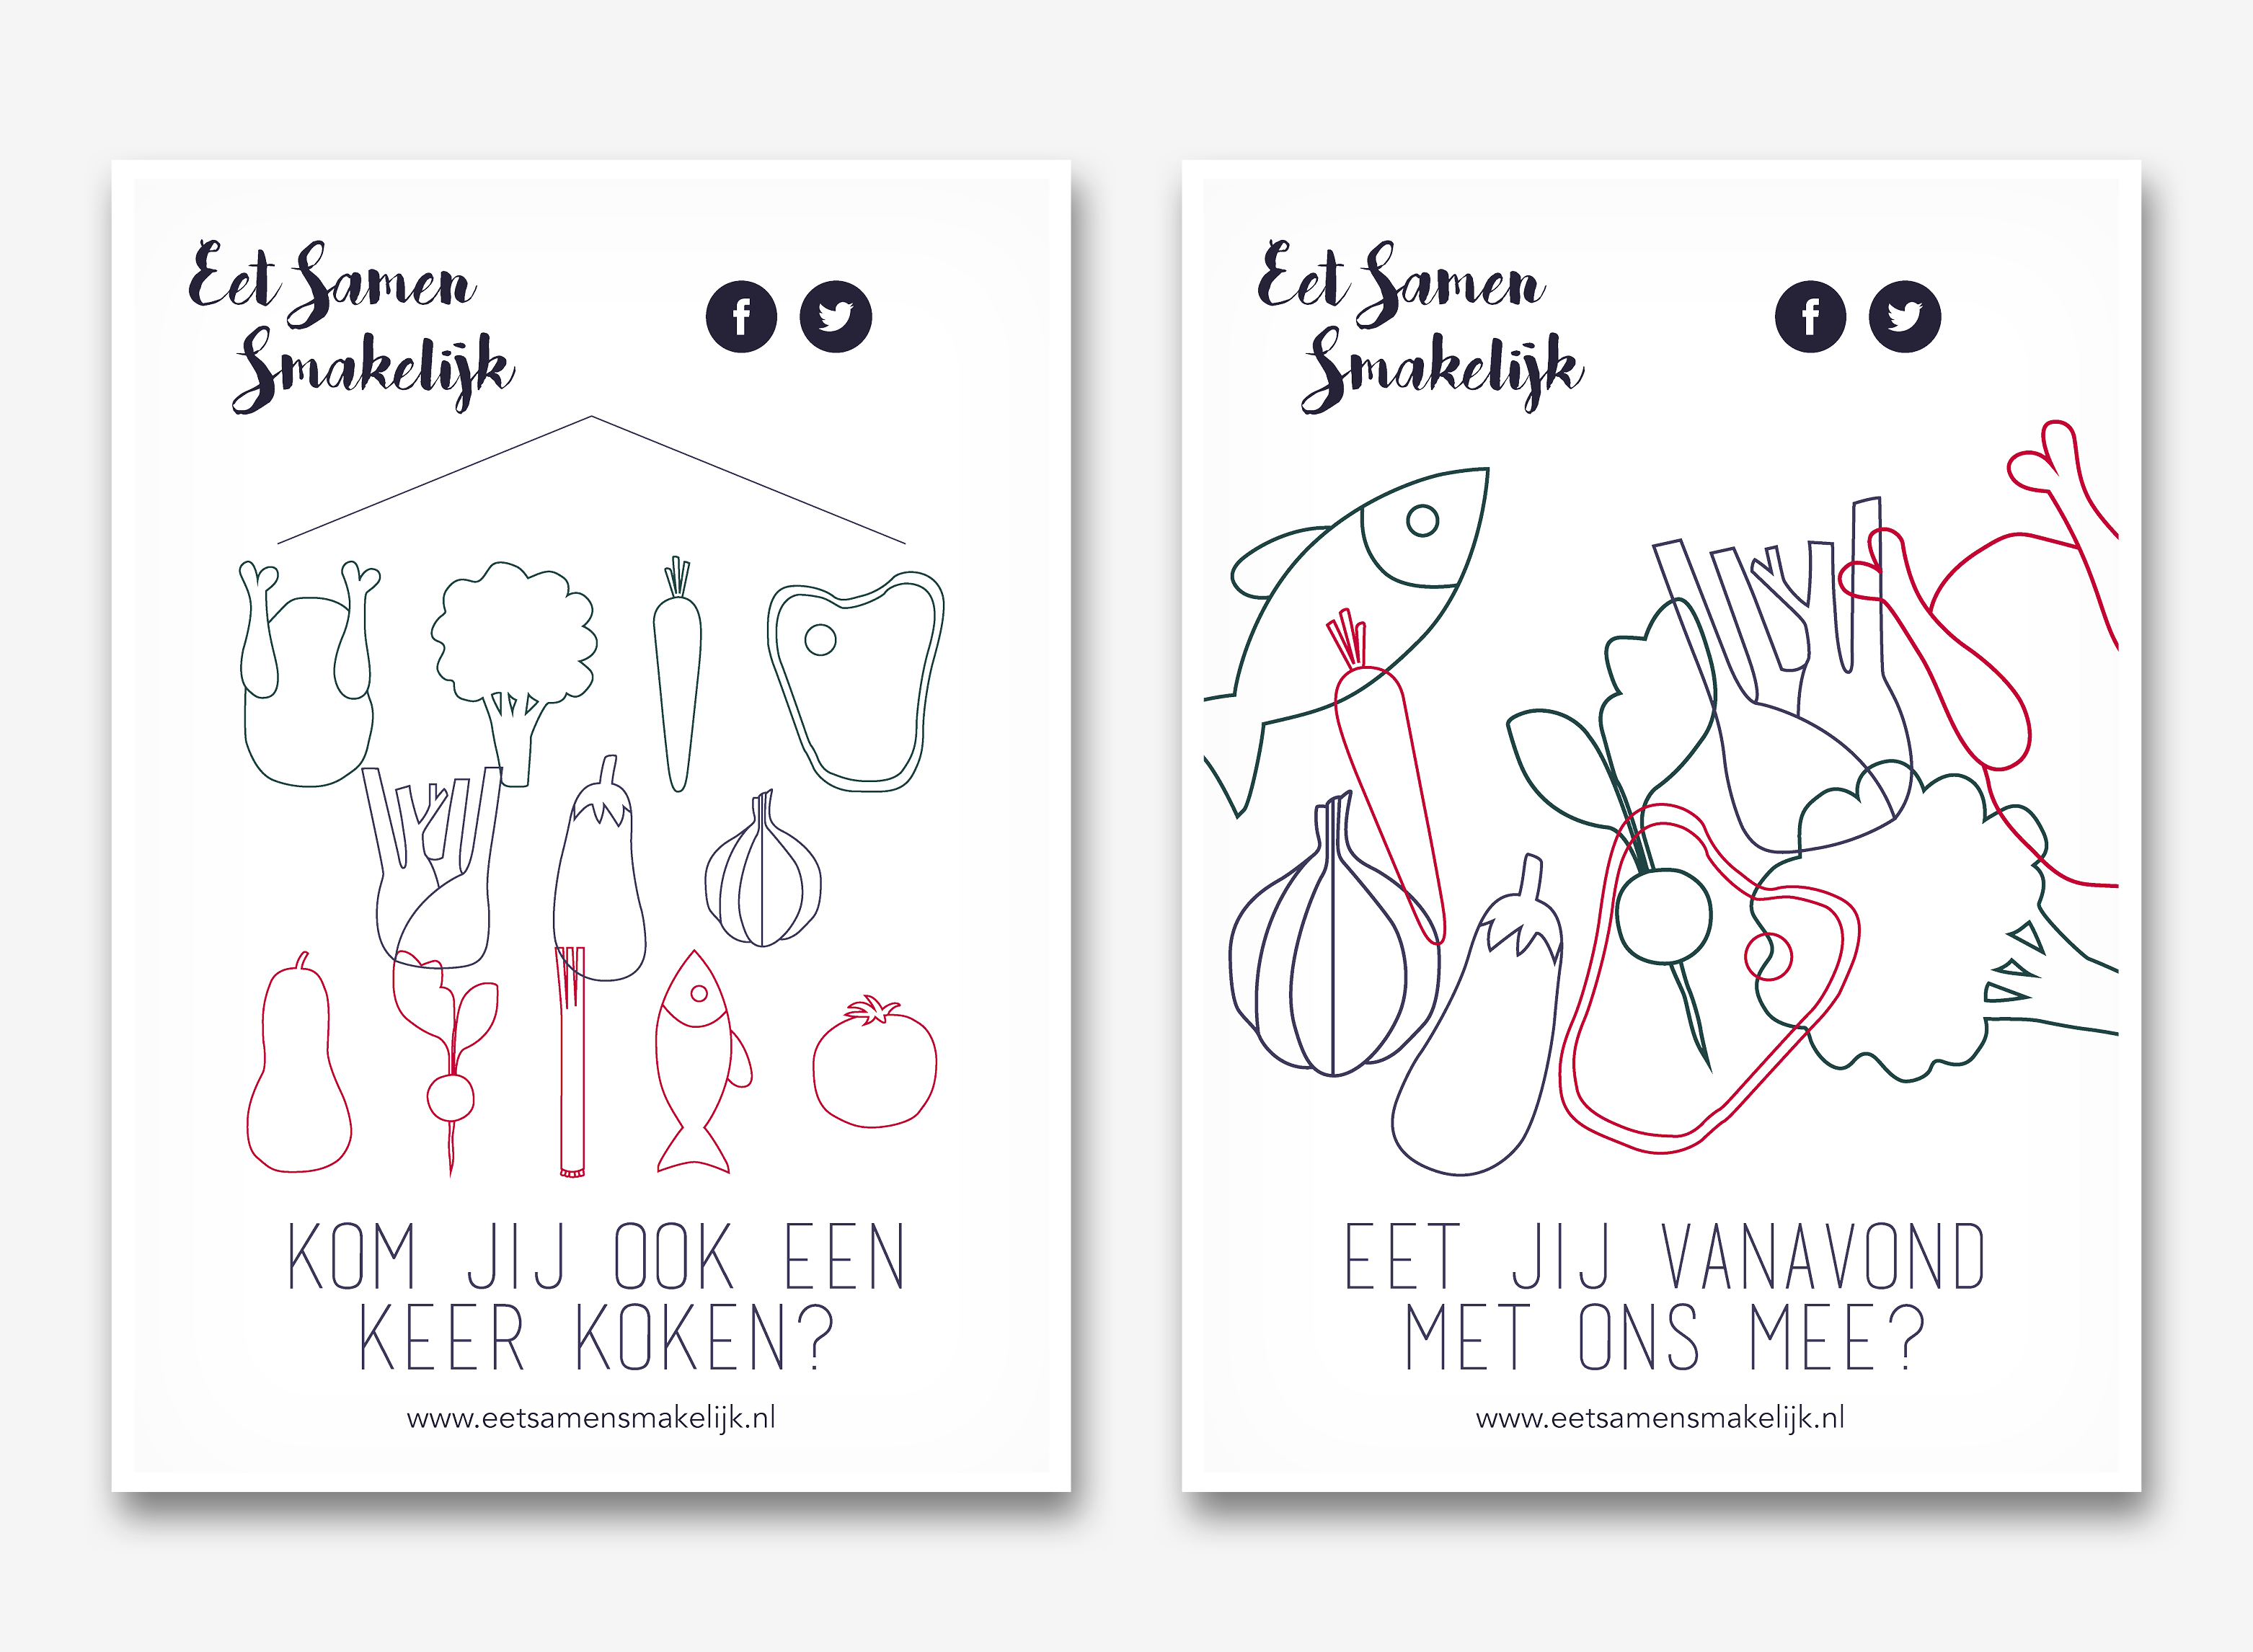 Eet Samen
Smakelijk
KOM JIJ OOK EEN
KEER KOKEN?
www.eetsamensmakelijk.nl
Eet Samen
Smakelijk
EET JIJ VANAVOND
MET ONS MEE?
www.eetsamensmakelijk.nl